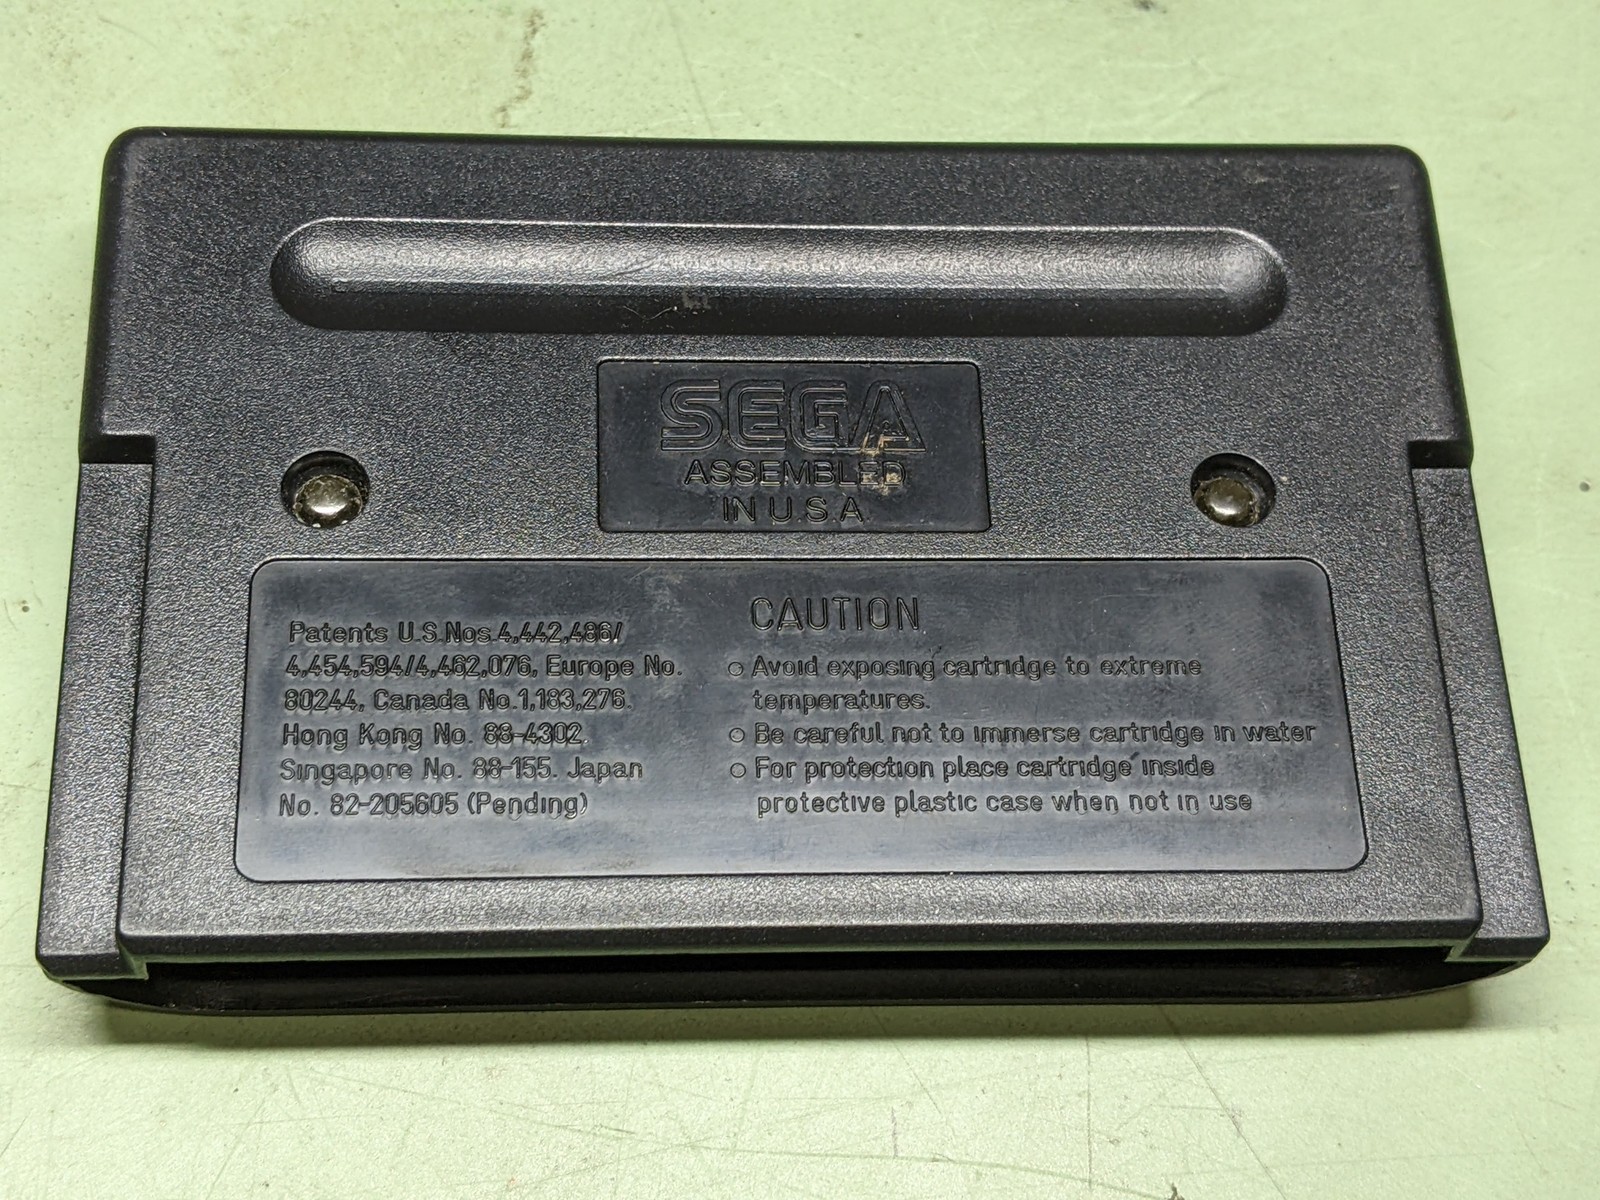 SEGA
ASSEMBLED
IN U.S.A.
Patents U.S.Nos.4,442,486/
4,454,594/4,462,076, Europe No.
80244, Canada No.1,183,276.
Hong Kong No. 88-4302.
Singapore No. 88-155. Japan
No. 82-205605 (Pending)
CAUTION
○ Avoid exposing cartridge to extreme
temperatures.
○ Be careful not to immerse cartridge in water
○ For protection place cartridge inside
protective plastic case when not in use